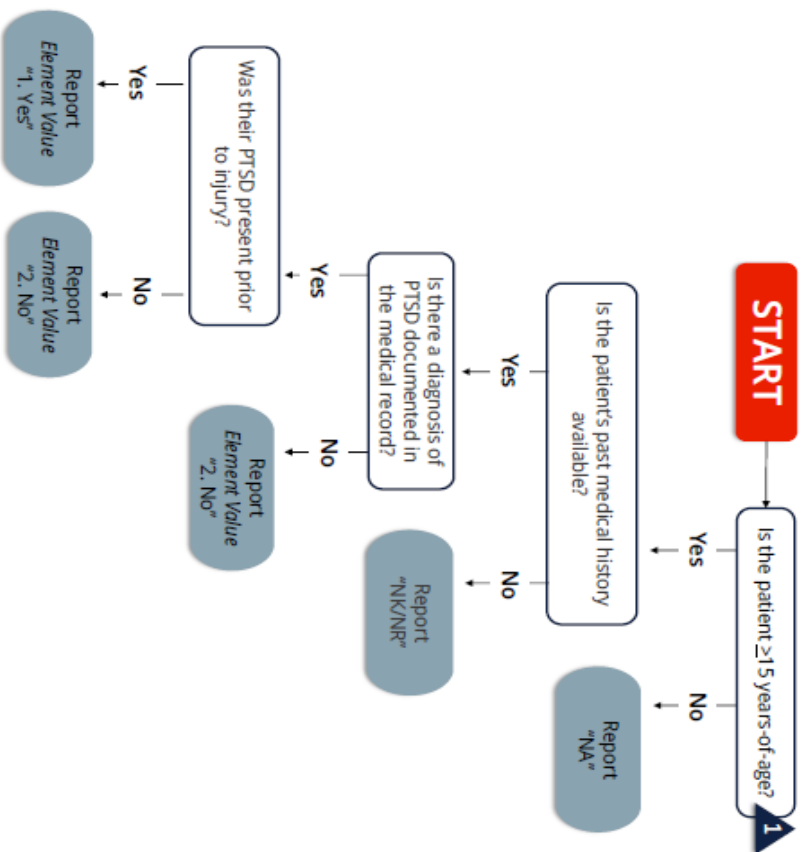 START
Is the patient >15 years-of-age?
1
Yes
No
Is the patient's past medical history
available?
Report
"NA"
Yes
No
Is there a diagnosis of
PTSD documented in
the medical record?
Report
"NK/NR"
Yes
No
Was their PTSD present prior
to injury?
Report
Element Value
"2. No"
Yes
No
Report
Element Value
"1. Yes"
Report
Element Value
"2. No"